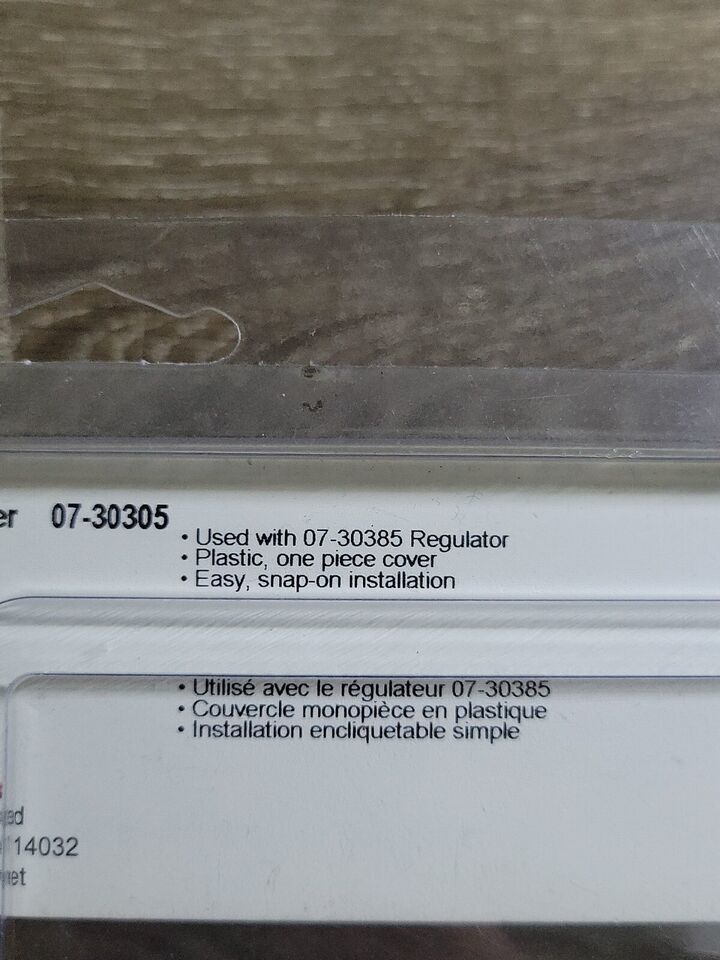 er 07-30305
• Used with 07-30385 Regulator
• Plastic, one piece cover
• Easy, snap-on installation
• Utilisé avec le régulateur 07-30385
• Couvercle monopièce en plastique
• Installation encliquetable simple
14032